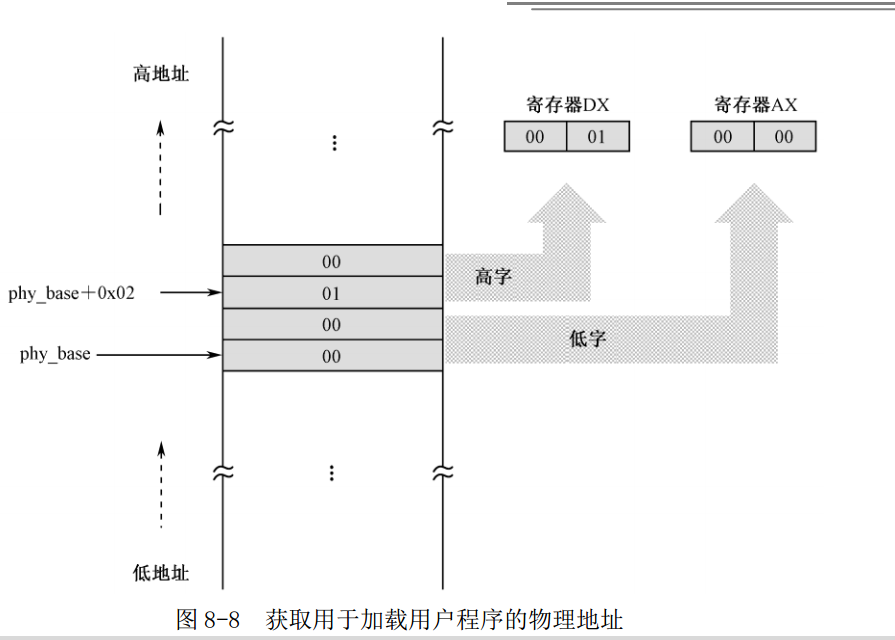 高地址
寄存器DX
寄存器AX
00 01
00 00
00
高字
phy_base+0x02
01
00
低字
phy_base
00
低地址
图 8-8 获取用于加载用户程序的物理地址